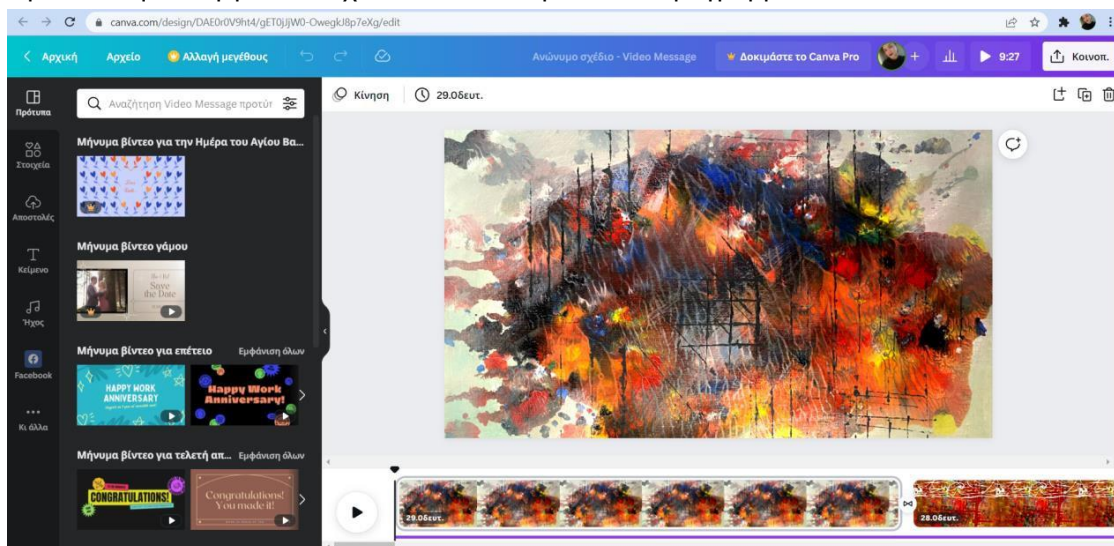 canva.com/design/DAE0r0V9ht4/gET0jJjW0-OwegkJ8p7eXg/edit
Αρχική Αρχείο Αλλαγή μεγέθους Ανώνυμο σχέδιο - Video Message Δοκιμάστε το Canva Pro + 9:27 Κοινοπ.
Πρότυπα
Στοιχεία
Αποστολές
Κείμενο
Ήχος
Facebook
Κι άλλα
Αναζήτηση Video Message προτύπ
Μήνυμα βίντεο για την Ημέρα του Αγίου Βα...
Μήνυμα βίντεο γάμου
Save
the Date
Μήνυμα βίντεο για επέτειο Εμφάνιση όλων
HAPPY WORK
ANNIVERSARY
Happy Work
Anniversary!
Μήνυμα βίντεο για τελετή απ... Εμφάνιση όλων
CONGRATULATIONS!
Congratulations!
You made it!
Κίνηση 29.0δευτ.
29.0δευτ.
28.0δευτ.